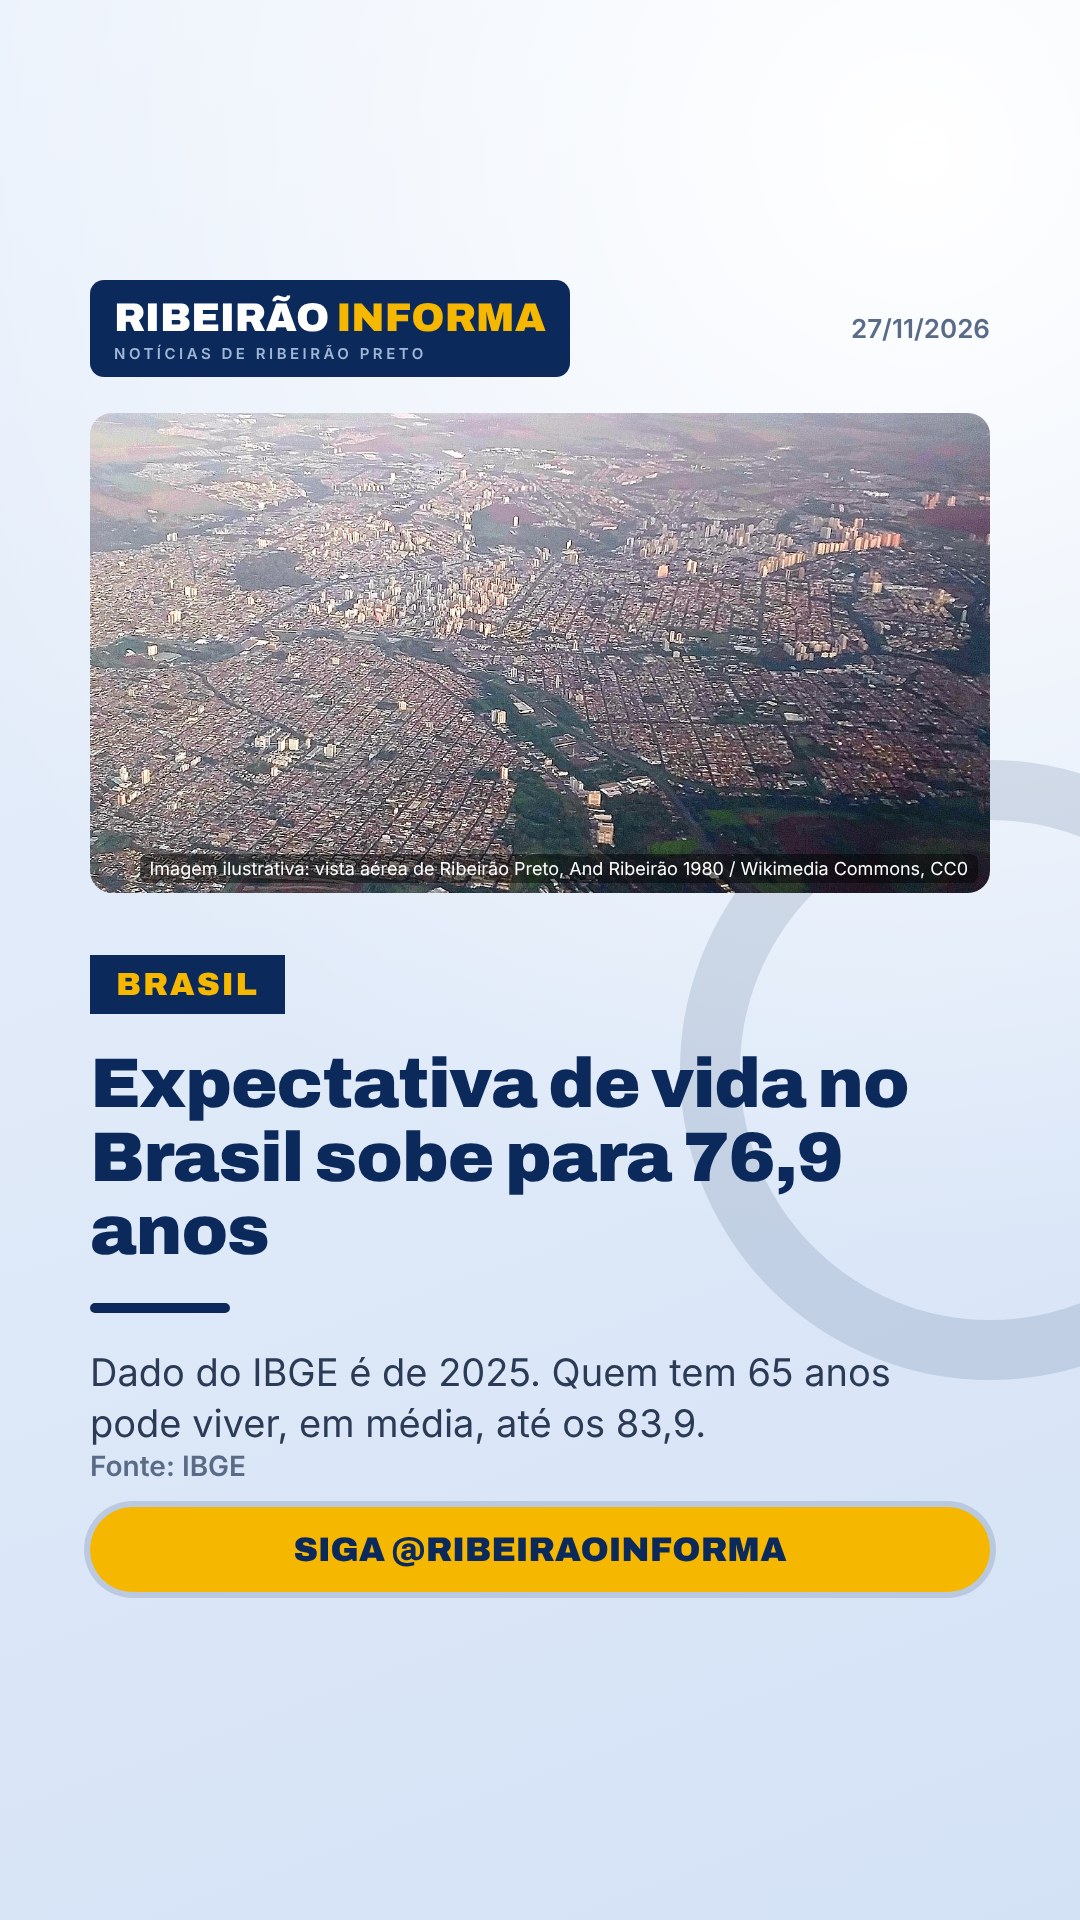 RIBEIRÃO INFORMA
NOTÍCIAS DE RIBEIRÃO PRETO
27/11/2026
Imagem ilustrativa: vista aérea de Ribeirão Preto, And Ribeirão 1980 / Wikimedia Commons, CC0
BRASIL
Expectativa de vida no
Brasil sobe para 76,9
anos
Dado do IBGE é de 2025. Quem tem 65 anos
pode viver, em média, até os 83,9.
Fonte: IBGE
SIGA @RIBEIRAOINFORMA